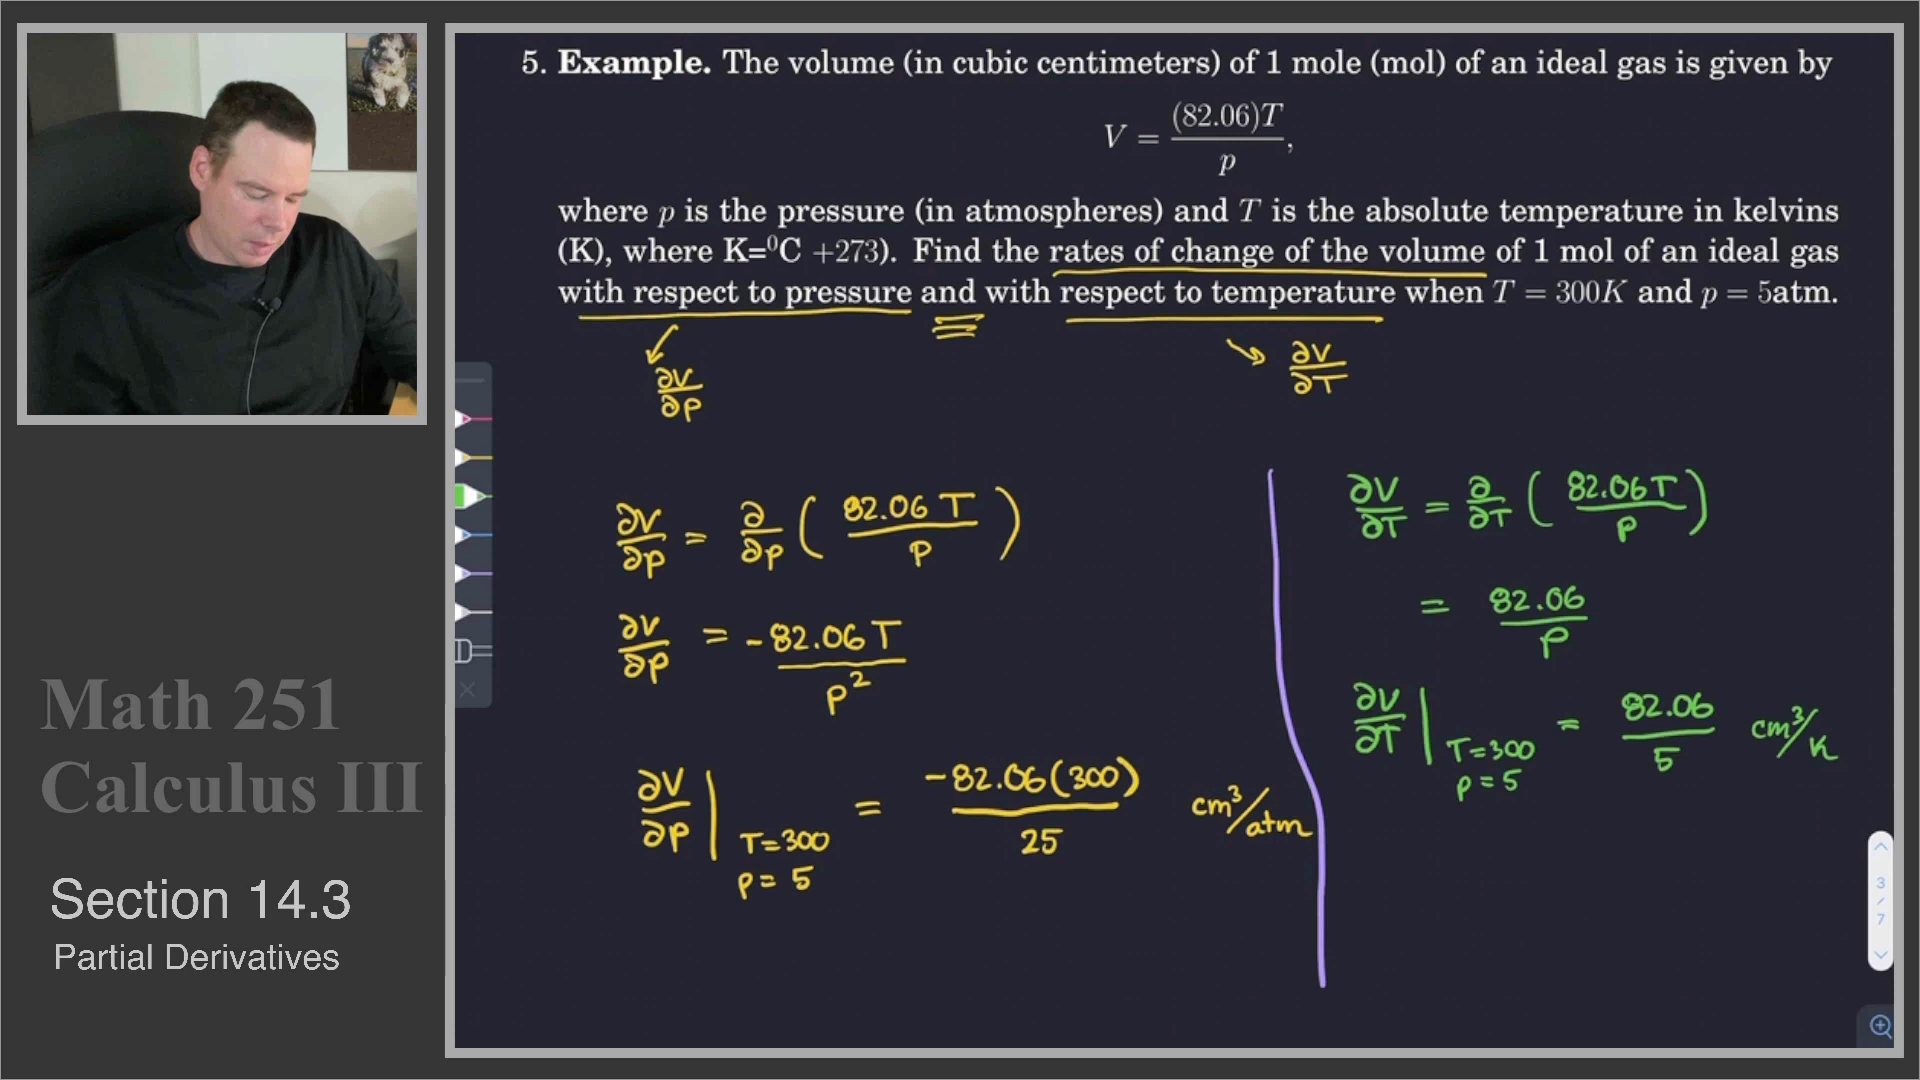 5. Example. The volume (in cubic centimeters) of 1 mole (mol) of an ideal gas is given by
V = (82.06)T / p,
where p is the pressure (in atmospheres) and T is the absolute temperature in kelvins
(K), where K=⁰C +273). Find the rates of change of the volume of 1 mol of an ideal gas
with respect to pressure and with respect to temperature when T = 300K and p = 5atm.
∂V/∂p
∂V/∂T
∂V/∂p = ∂/∂p ( 82.06 T / p )
∂V/∂p = -82.06 T / p²
∂V/∂p | T=300 p=5 = -82.06(300) / 25 cm³/atm
∂V/∂T = ∂/∂T ( 82.06T / p )
= 82.06 / p
∂V/∂T | T=300 p=5 = 82.06 / 5 cm³/K
Math 251
Calculus III
Section 14.3
Partial Derivatives
3
/
7